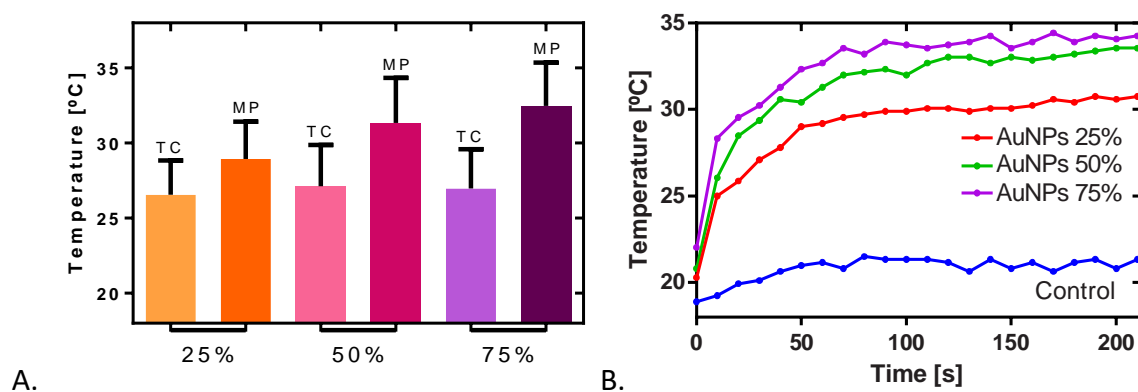 Temperature [ºC]
35
30
25
20
TC
MP
TC
MP
TC
MP
25%
50%
75%
A.
Temperature [ºC]
35
30
25
20
AuNPs 25%
AuNPs 50%
AuNPs 75%
Control
0
50
100
150
200
Time [s]
B.